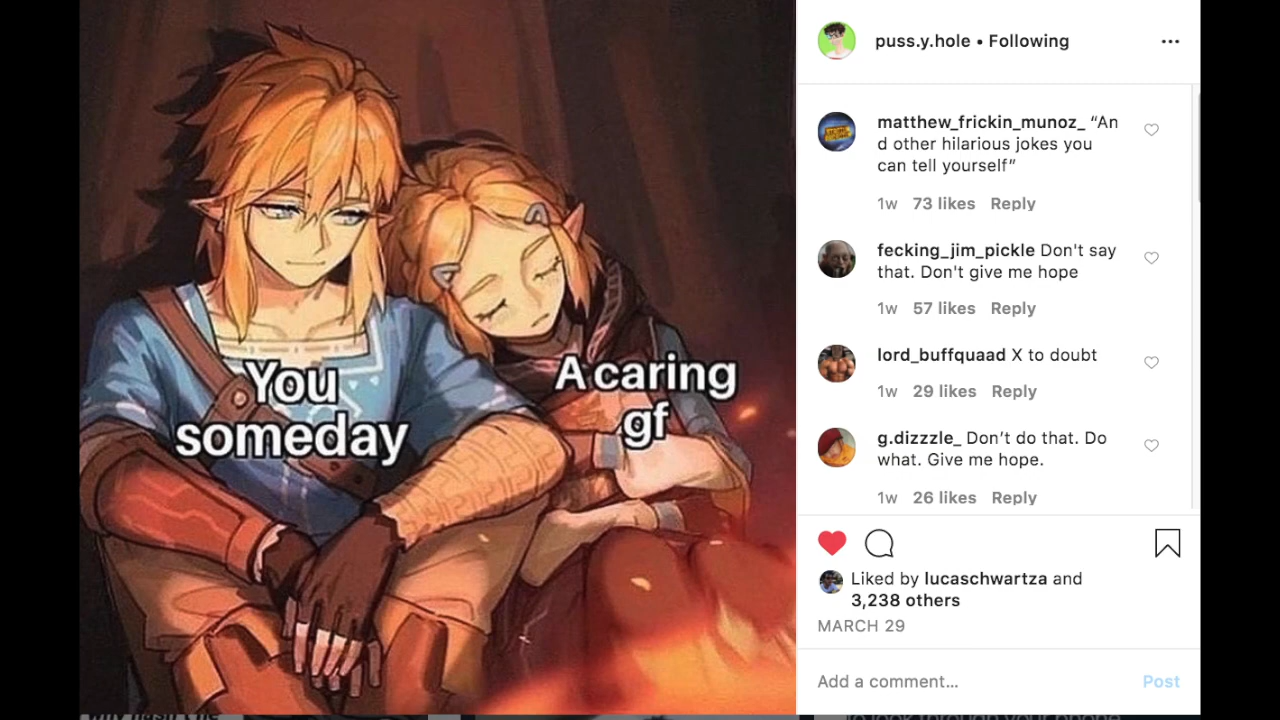 You
someday
A caring
gf
puss.y.hole • Following
matthew_frickin_munoz_ “An
d other hilarious jokes you
can tell yourself”
1w 73 likes Reply
fecking_jim_pickle Don't say
that. Don't give me hope
1w 57 likes Reply
lord_buffquaad X to doubt
1w 29 likes Reply
g.dizzzle_ Don’t do that. Do
what. Give me hope.
1w 26 likes Reply
Liked by lucaschwartza and
3,238 others
MARCH 29
Add a comment... Post